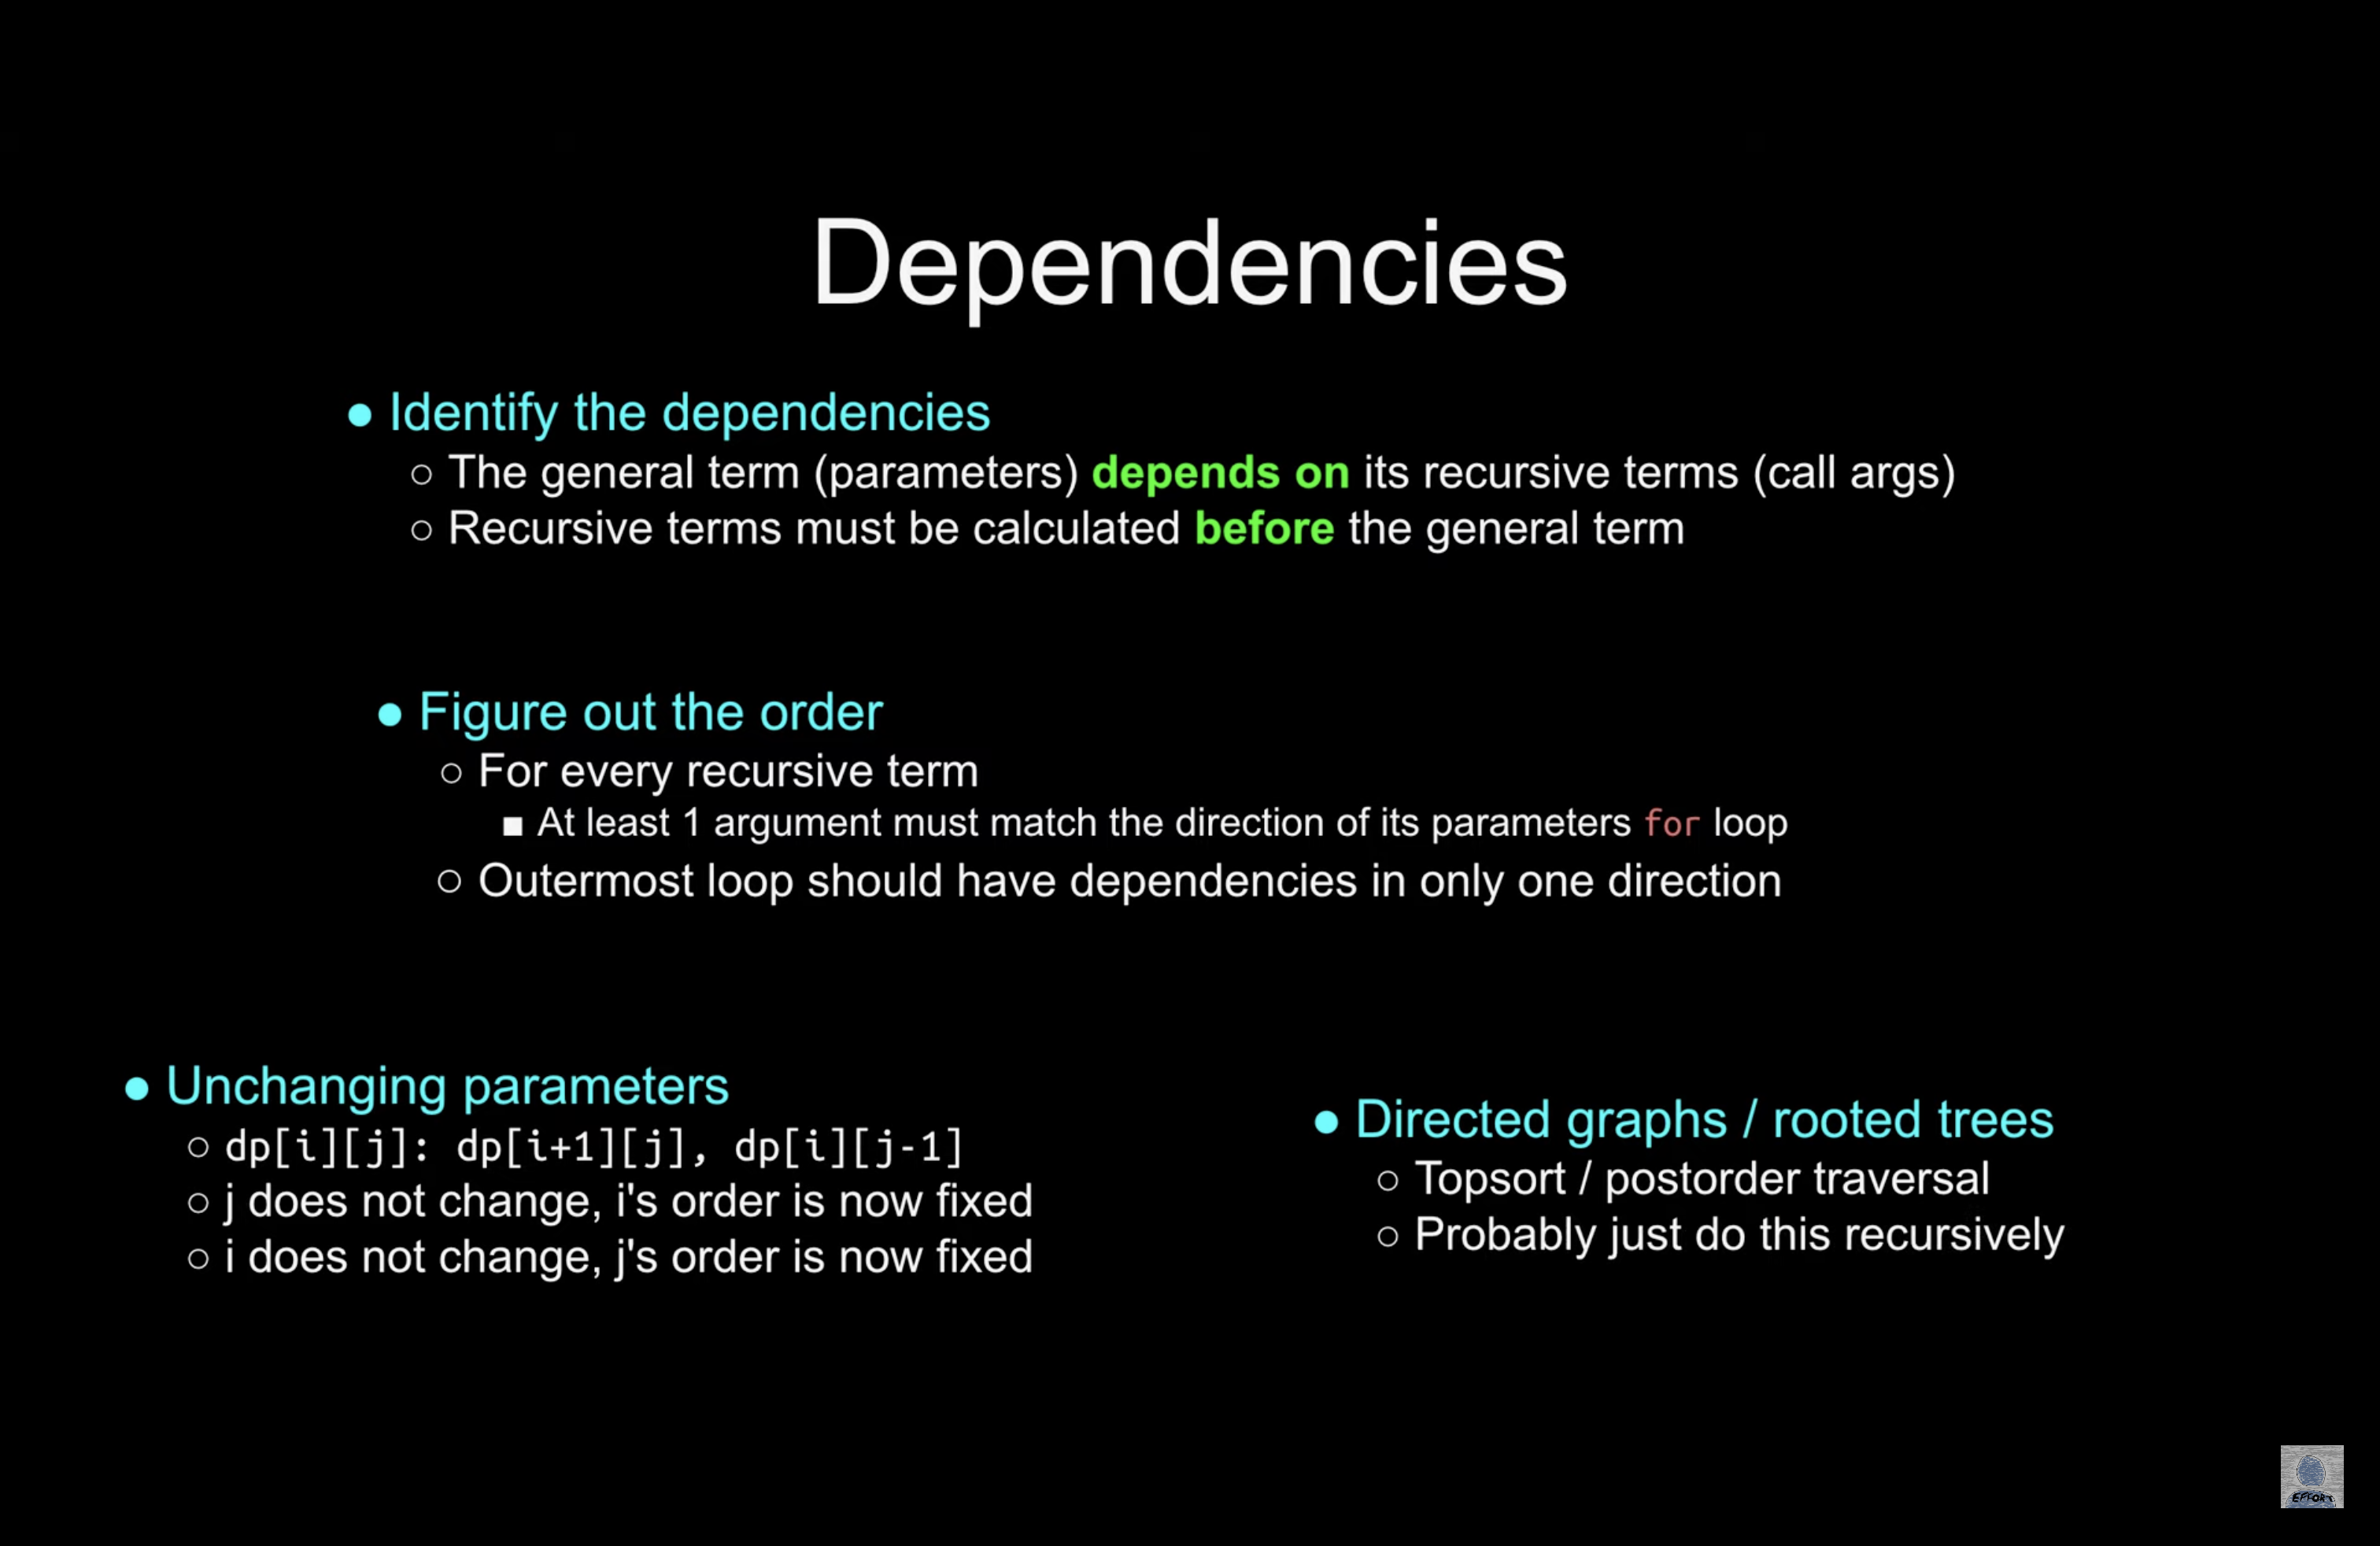 Dependencies
● Identify the dependencies
○ The general term (parameters) depends on its recursive terms (call args)
○ Recursive terms must be calculated before the general term
● Figure out the order
○ For every recursive term
■ At least 1 argument must match the direction of its parameters for loop
○ Outermost loop should have dependencies in only one direction
● Unchanging parameters
○ dp[i][j]: dp[i+1][j], dp[i][j-1]
○ j does not change, i's order is now fixed
○ i does not change, j's order is now fixed
● Directed graphs / rooted trees
○ Topsort / postorder traversal
○ Probably just do this recursively
EFFORT